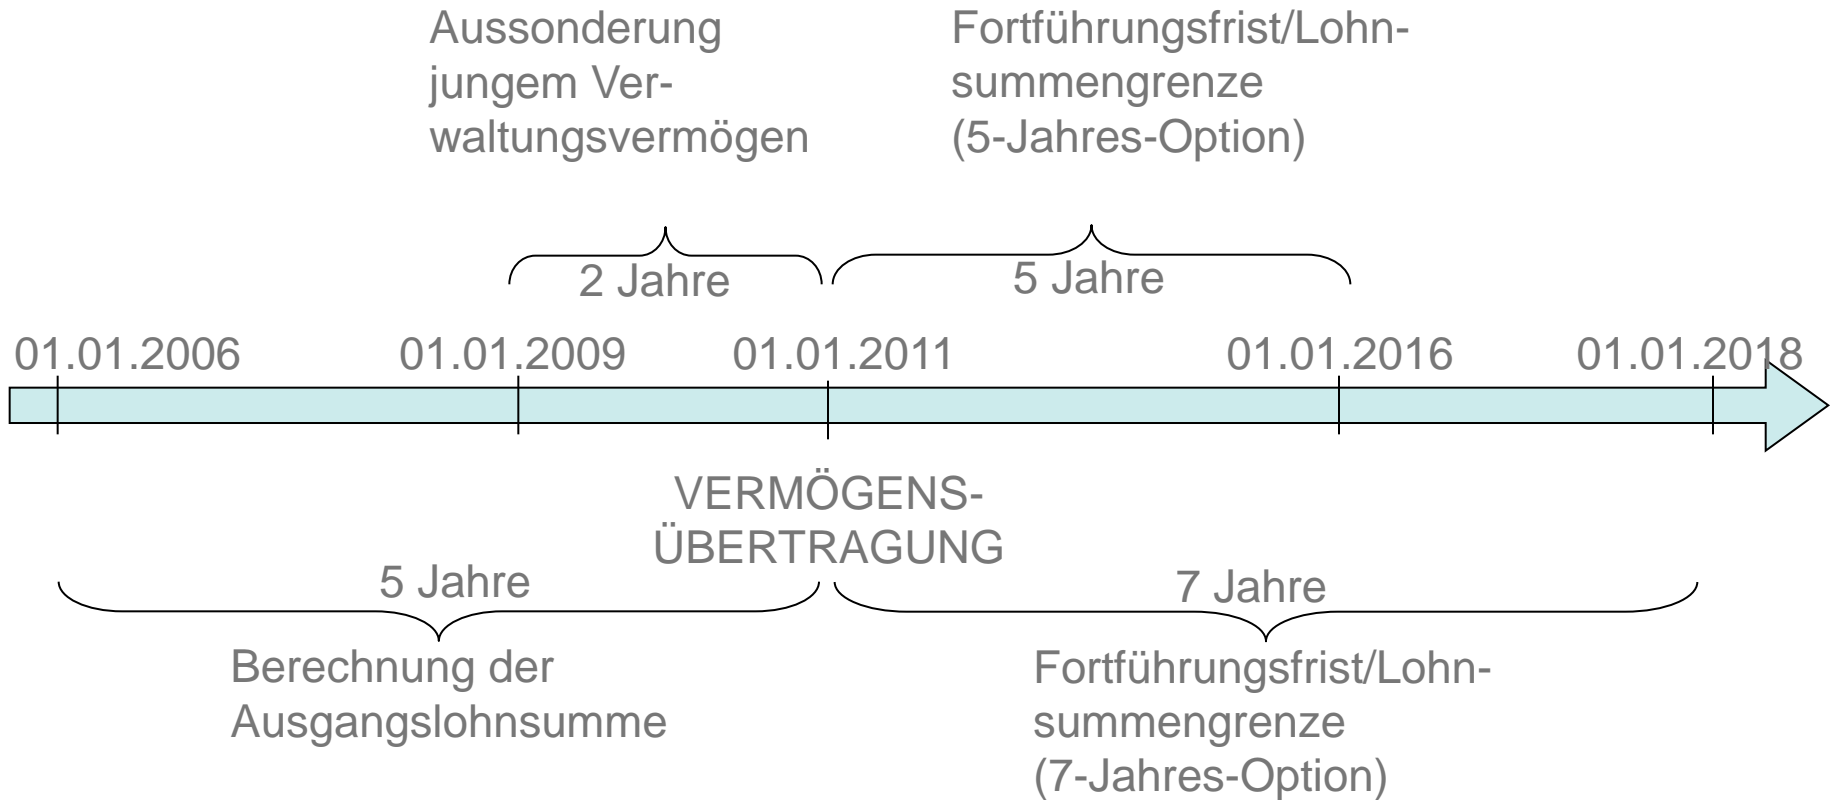 Aussonderung
jungem Ver-
waltungsvermögen
Fortführungsfrist/Lohn-
summengrenze
(5-Jahres-Option)
2 Jahre
5 Jahre
01.01.2006
01.01.2009
01.01.2011
01.01.2016
01.01.2018
VERMÖGENS-
ÜBERTRAGUNG
5 Jahre
7 Jahre
Berechnung der
Ausgangslohnsumme
Fortführungsfrist/Lohn-
summengrenze
(7-Jahres-Option)